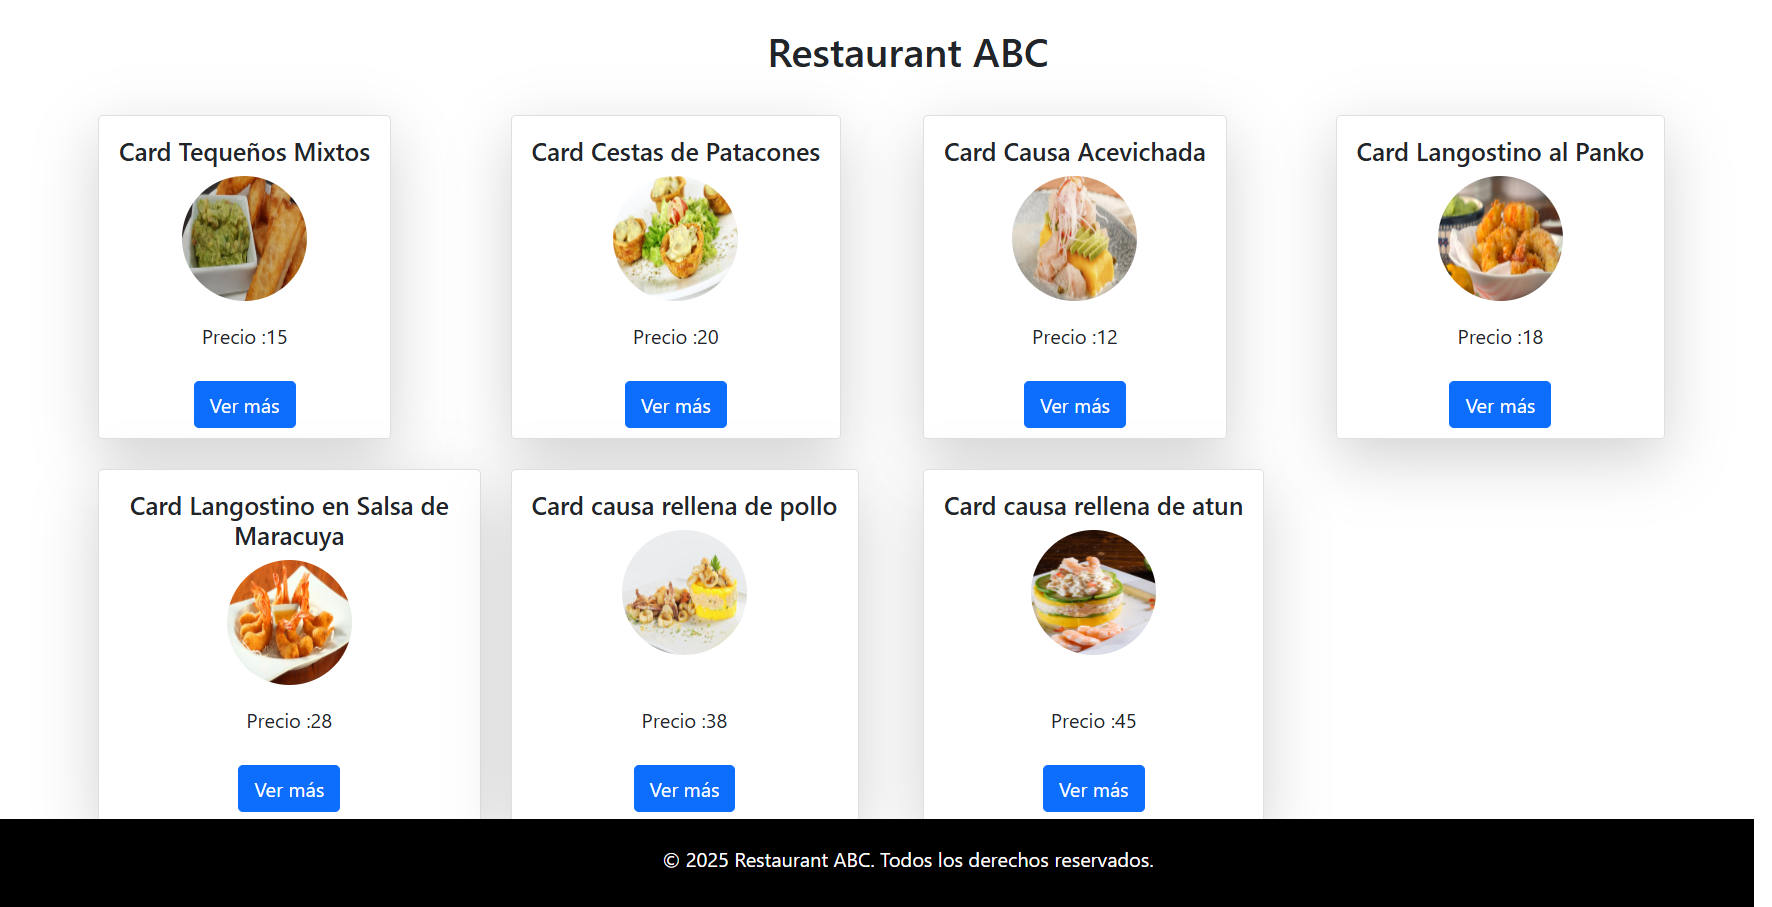 Restaurant ABC
Card Tequeños Mixtos
Precio :15
Ver más
Card Cestas de Patacones
Precio :20
Ver más
Card Causa Acevichada
Precio :12
Ver más
Card Langostino al Panko
Precio :18
Ver más
Card Langostino en Salsa de
Maracuya
Precio :28
Ver más
Card causa rellena de pollo
Precio :38
Ver más
Card causa rellena de atun
Precio :45
Ver más
© 2025 Restaurant ABC. Todos los derechos reservados.